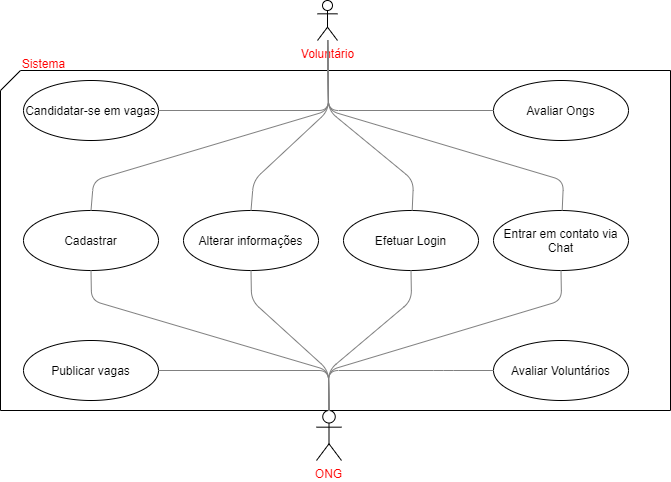 Voluntário
Sistema
Candidatar-se em vagas
Avaliar Ongs
Cadastrar
Alterar informações
Efetuar Login
Entrar em contato via
Chat
Publicar vagas
Avaliar Voluntários
ONG